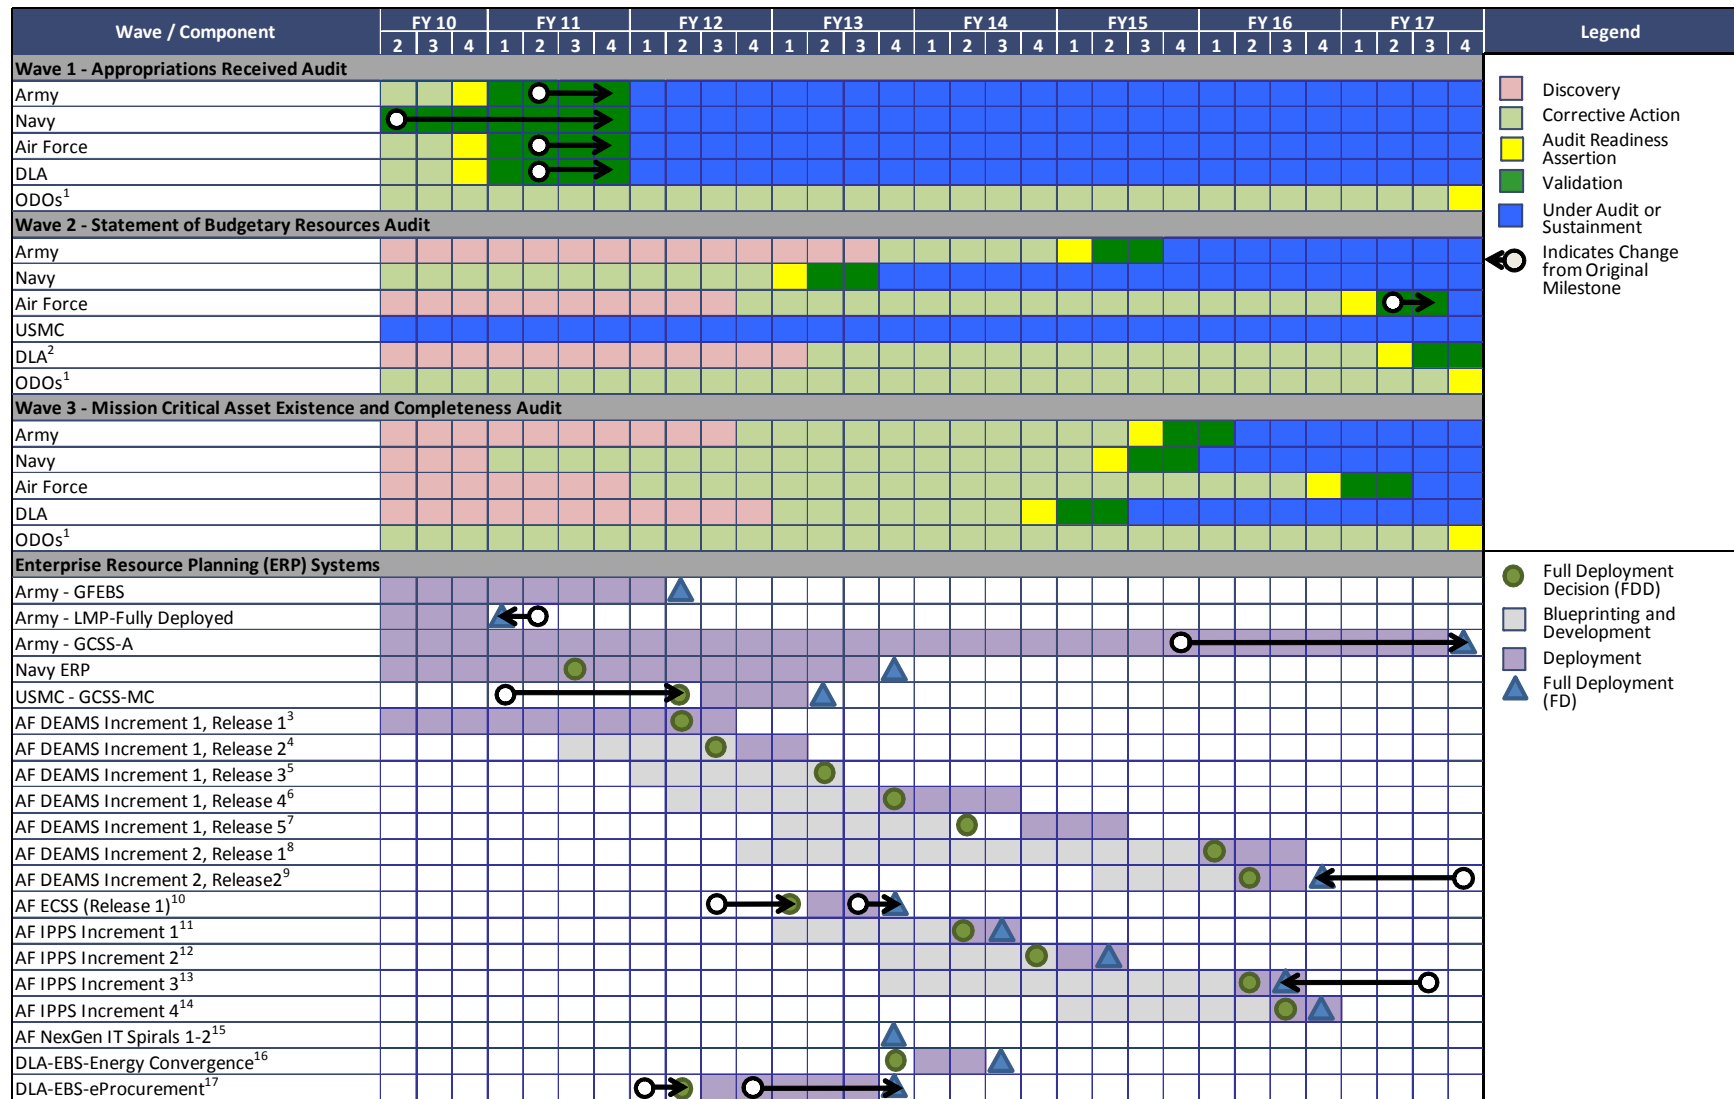 Wave / Component
FY 10 FY 11 FY 12 FY13 FY 14 FY15 FY 16 FY 17
2 3 4 1 2 3 4 1 2 3 4 1 2 3 4 1 2 3 4 1 2 3 4 1 2 3 4 1 2 3 4
Legend
Wave 1 - Appropriations Received Audit
Army
Navy
Air Force
DLA
ODOs1
Wave 2 - Statement of Budgetary Resources Audit
Army
Navy
Air Force
USMC
DLA2
ODOs1
Wave 3 - Mission Critical Asset Existence and Completeness Audit
Army
Navy
Air Force
DLA
ODOs1
Enterprise Resource Planning (ERP) Systems
Army - GFEBS
Army - LMP-Fully Deployed
Army - GCSS-A
Navy ERP
USMC - GCSS-MC
AF DEAMS Increment 1, Release 13
AF DEAMS Increment 1, Release 24
AF DEAMS Increment 1, Release 35
AF DEAMS Increment 1, Release 46
AF DEAMS Increment 1, Release 57
AF DEAMS Increment 2, Release 18
AF DEAMS Increment 2, Release29
AF ECSS (Release 1)10
AF IPPS Increment 111
AF IPPS Increment 212
AF IPPS Increment 313
AF IPPS Increment 414
AF NexGen IT Spirals 1-215
DLA-EBS-Energy Convergence16
DLA-EBS-eProcurement17
Discovery
Corrective Action
Audit Readiness
Assertion
Validation
Under Audit or
Sustainment
Indicates Change
from Original
Milestone
Full Deployment
Decision (FDD)
Blueprinting and
Development
Deployment
Full Deployment
(FD)